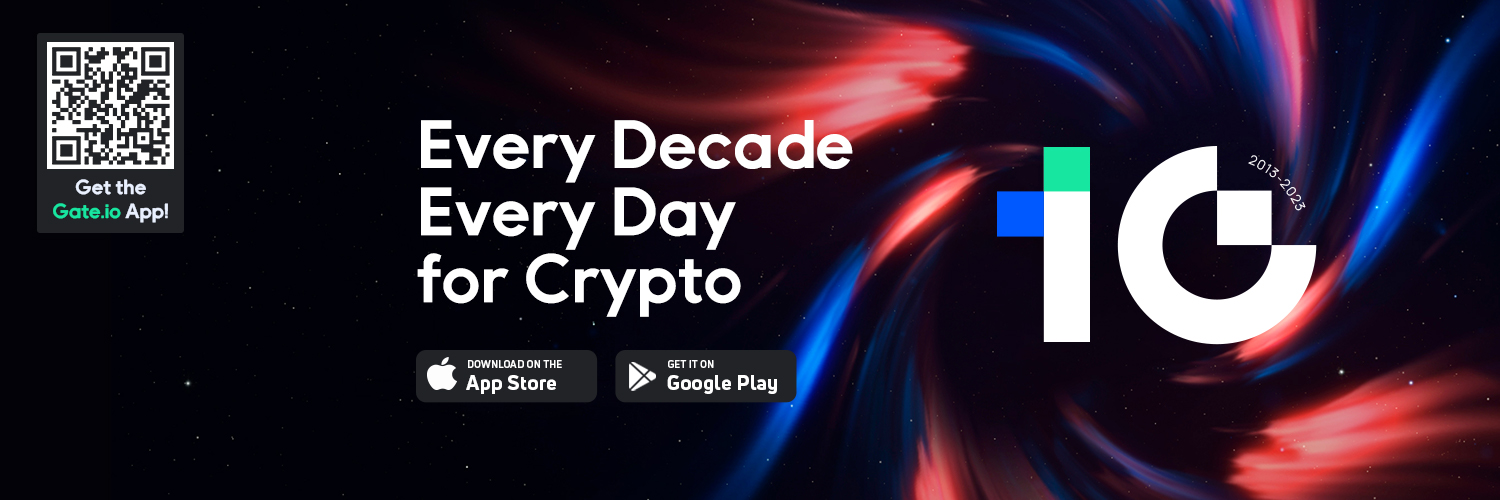 Get the
Gate.io App!
Every Decade
Every Day
for Crypto
DOWNLOAD ON THE
App Store
GET IT ON
Google Play
10
2013-2023